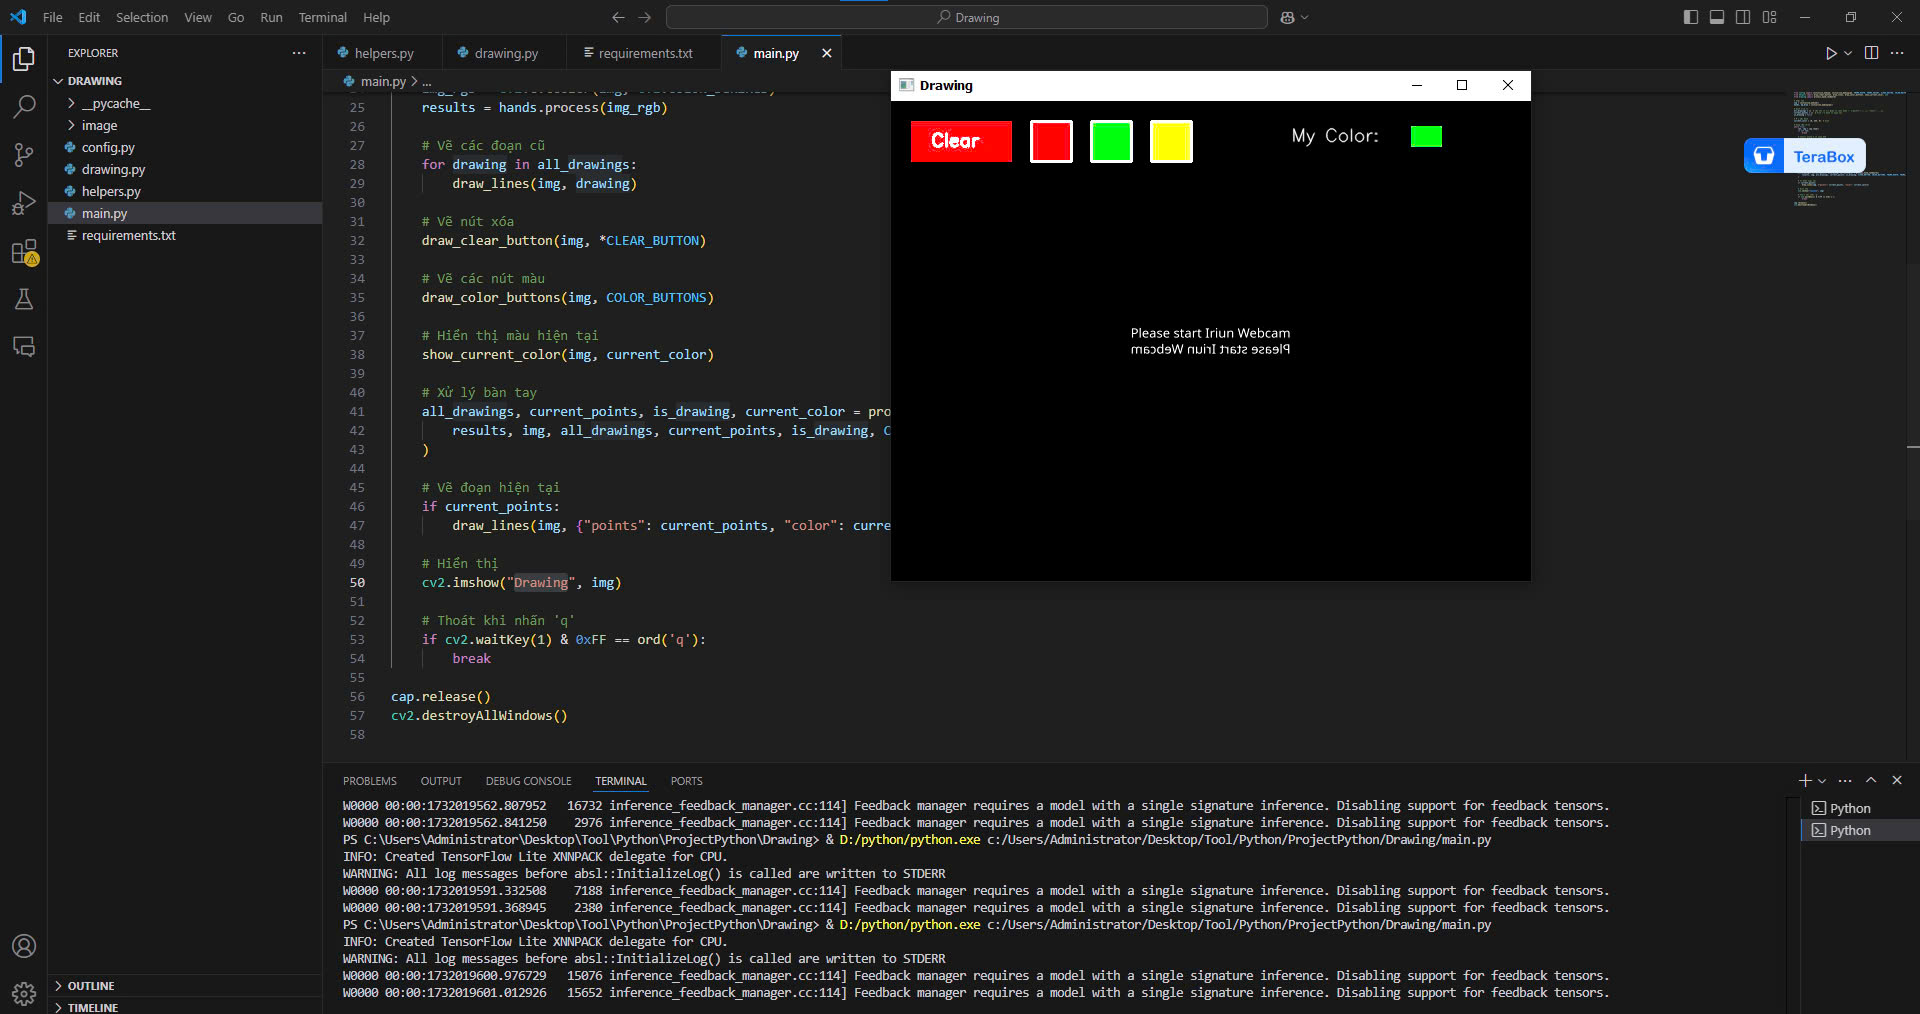 File Edit Selection View Go Run Terminal Help
Drawing
EXPLORER
DRAWING
__pycache__
image
config.py
drawing.py
helpers.py
main.py
requirements.txt
OUTLINE
TIMELINE
helpers.py drawing.py requirements.txt main.py
main.py > ...
25 results = hands.process(img_rgb)
26
27 # Vẽ các đoạn cũ
28 for drawing in all_drawings:
29 draw_lines(img, drawing)
30
31 # Vẽ nút xóa
32 draw_clear_button(img, *CLEAR_BUTTON)
33
34 # Vẽ các nút màu
35 draw_color_buttons(img, COLOR_BUTTONS)
36
37 # Hiển thị màu hiện tại
38 show_current_color(img, current_color)
39
40 # Xử lý bàn tay
41 all_drawings, current_points, is_drawing, current_color = pro
42 results, img, all_drawings, current_points, is_drawing, C
43 )
44
45 # Vẽ đoạn hiện tại
46 if current_points:
47 draw_lines(img, {"points": current_points, "color": curre
48
49 # Hiển thị
50 cv2.imshow("Drawing", img)
51
52 # Thoát khi nhấn 'q'
53 if cv2.waitKey(1) & 0xFF == ord('q'):
54 break
55
56 cap.release()
57 cv2.destroyAllWindows()
58
Drawing
Clear
My Color:
Please start Iriun Webcam
Please start Iriun Webcam
TeraBox
PROBLEMS OUTPUT DEBUG CONSOLE TERMINAL PORTS
W0000 00:00:1732019562.807952 16732 inference_feedback_manager.cc:114] Feedback manager requires a model with a single signature inference. Disabling support for feedback tensors.
W0000 00:00:1732019562.841250 2976 inference_feedback_manager.cc:114] Feedback manager requires a model with a single signature inference. Disabling support for feedback tensors.
PS C:\Users\Administrator\Desktop\Tool\Python\ProjectPython\Drawing> & D:/python/python.exe c:/Users/Administrator/Desktop/Tool/Python/ProjectPython/Drawing/main.py
INFO: Created TensorFlow Lite XNNPACK delegate for CPU.
WARNING: All log messages before absl::InitializeLog() is called are written to STDERR
W0000 00:00:1732019591.332508 7188 inference_feedback_manager.cc:114] Feedback manager requires a model with a single signature inference. Disabling support for feedback tensors.
W0000 00:00:1732019591.368945 2380 inference_feedback_manager.cc:114] Feedback manager requires a model with a single signature inference. Disabling support for feedback tensors.
PS C:\Users\Administrator\Desktop\Tool\Python\ProjectPython\Drawing> & D:/python/python.exe c:/Users/Administrator/Desktop/Tool/Python/ProjectPython/Drawing/main.py
INFO: Created TensorFlow Lite XNNPACK delegate for CPU.
WARNING: All log messages before absl::InitializeLog() is called are written to STDERR
W0000 00:00:1732019600.976729 15076 inference_feedback_manager.cc:114] Feedback manager requires a model with a single signature inference. Disabling support for feedback tensors.
W0000 00:00:1732019601.012926 15652 inference_feedback_manager.cc:114] Feedback manager requires a model with a single signature inference. Disabling support for feedback tensors.
Python
Python